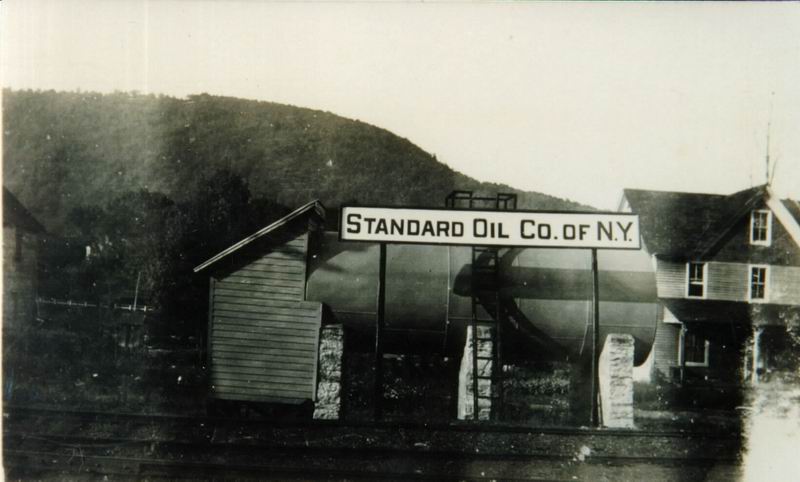 STANDARD OIL CO. OF N.Y.